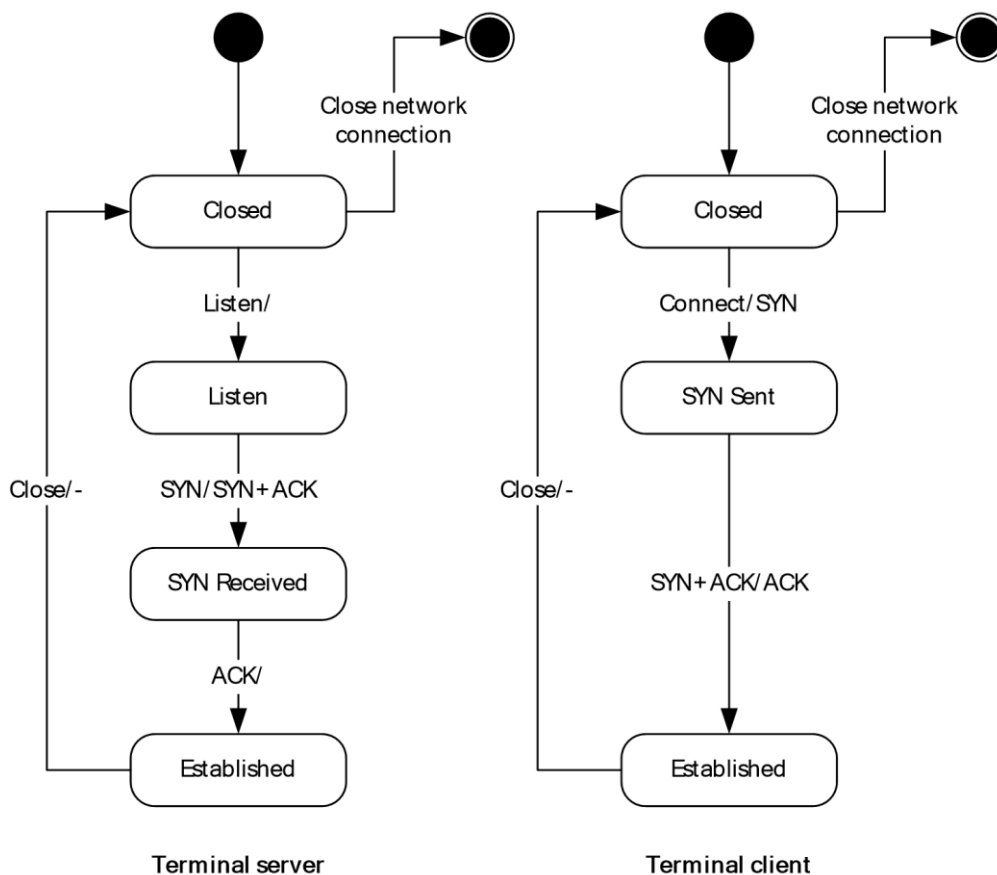 Close network
connection
Closed
Listen/
Listen
Close/-
SYN/SYN+ACK
SYN Received
ACK/
Established
Terminal server
Close network
connection
Closed
Connect/SYN
SYN Sent
Close/-
SYN+ACK/ACK
Established
Terminal client